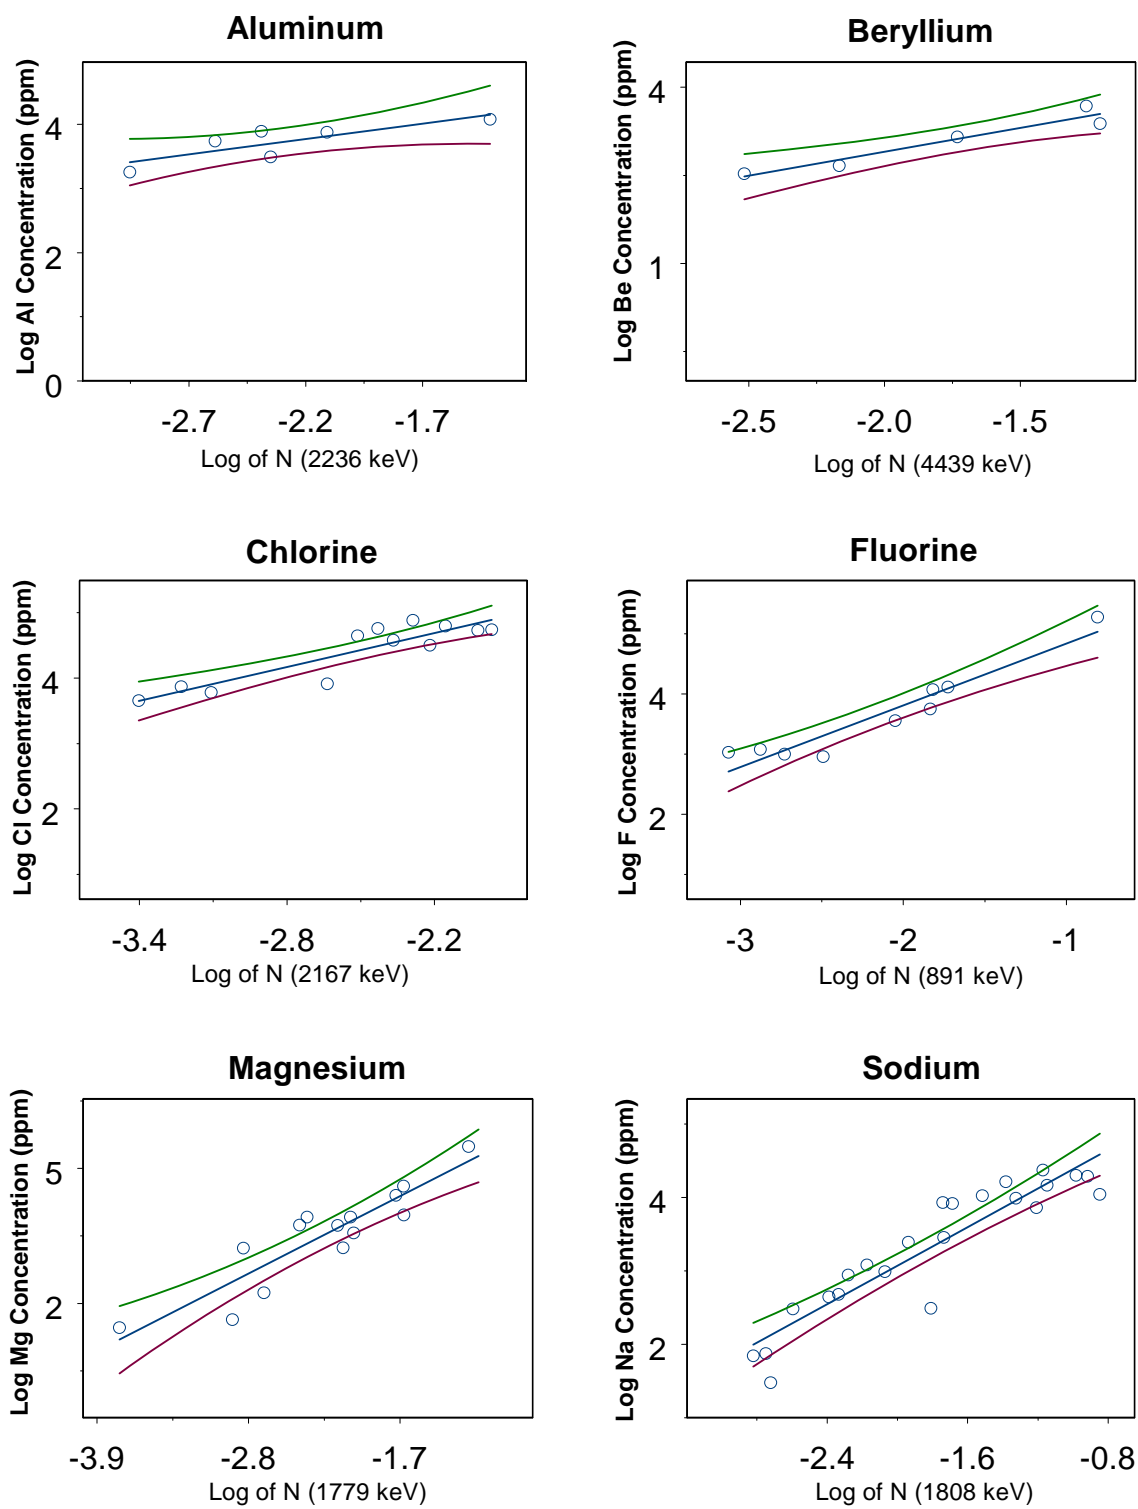 Aluminum
Log Al Concentration (ppm)
4
2
0
-2.7 -2.2 -1.7
Log of N (2236 keV)
Beryllium
Log Be Concentration (ppm)
4
1
-2.5 -2.0 -1.5
Log of N (4439 keV)
Chlorine
Log Cl Concentration (ppm)
4
2
-3.4 -2.8 -2.2
Log of N (2167 keV)
Fluorine
Log F Concentration (ppm)
4
2
-3 -2 -1
Log of N (891 keV)
Magnesium
Log Mg Concentration (ppm)
5
2
-3.9 -2.8 -1.7
Log of N (1779 keV)
Sodium
Log Na Concentration (ppm)
4
2
-2.4 -1.6 -0.8
Log of N (1808 keV)